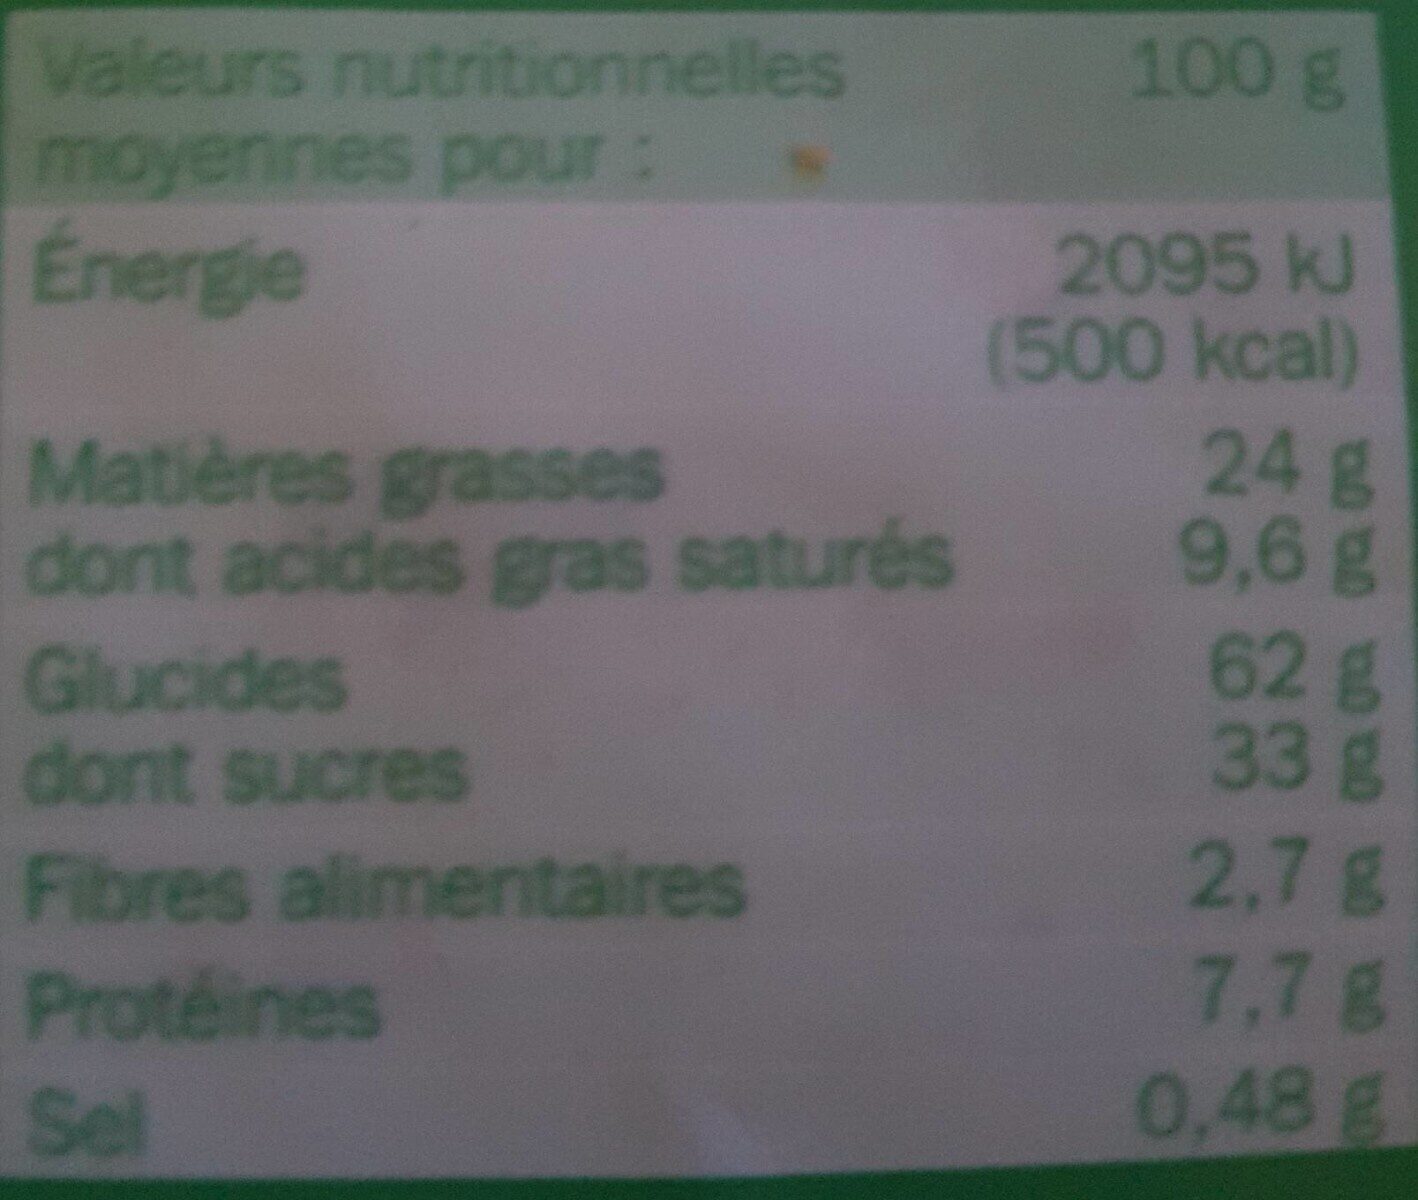 Valeurs nutritionnelles 100 g
moyennes pour :
Énergie 2095 kJ
(500 kcal)
Matières grasses 24 g
dont acides gras saturés 9,6 g
Glucides 62 g
dont sucres 33 g
Fibres alimentaires 2,7 g
Protéines 7,7 g
Sel 0,48 g